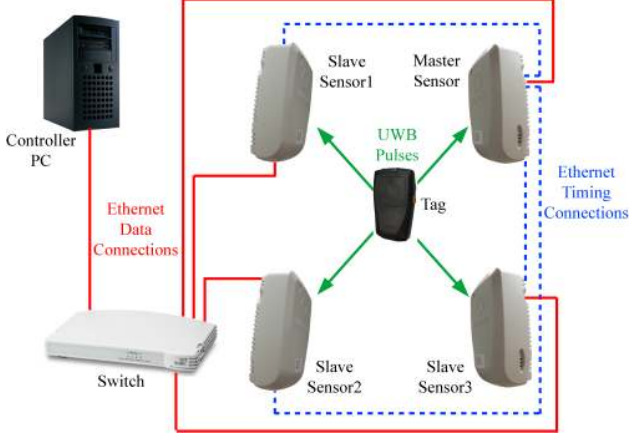 Slave
Sensor1
Master
Sensor
Controller
PC
UWB
Pulses
Tag
Ethernet
Timing
Connections
Ethernet
Data
Connections
Switch
Slave
Sensor2
Slave
Sensor3